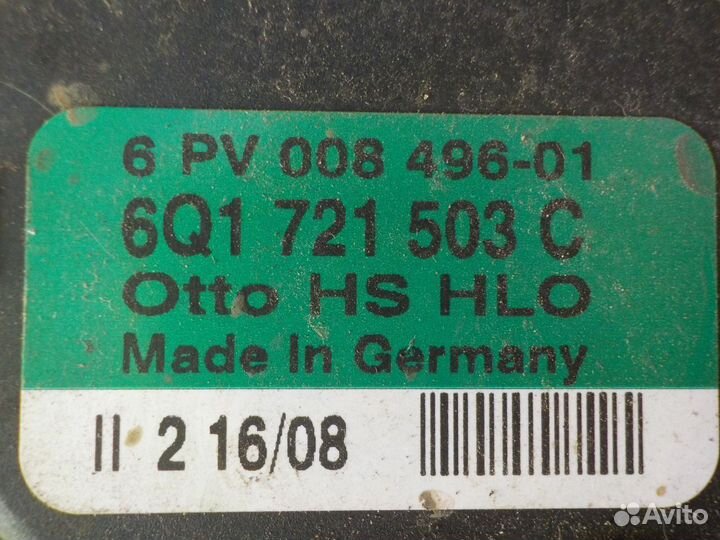 6 PV 008 496-01
6Q1 721 503 C
Otto HS HLO
Made In Germany
II 2 16/08
Avito